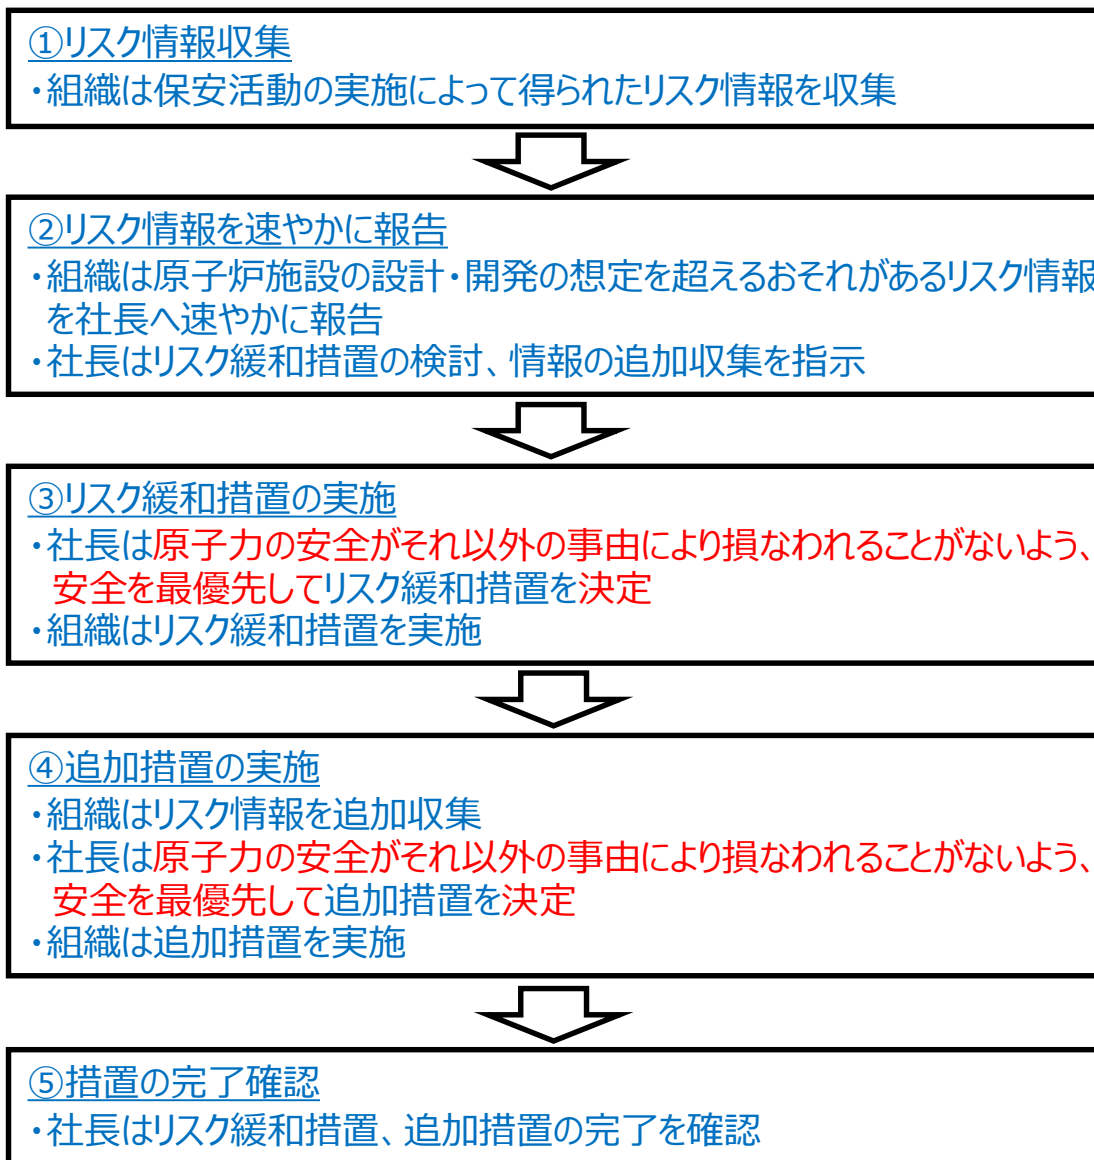 ①リスク情報収集
・組織は保安活動の実施によって得られたリスク情報を収集
②リスク情報を速やかに報告
・組織は原子炉施設の設計・開発の想定を超えるおそれがあるリスク情報
を社長へ速やかに報告
・社長はリスク緩和措置の検討、情報の追加収集を指示
③リスク緩和措置の実施
・社長は原子力の安全がそれ以外の事由により損なわれることがないよう、
安全を最優先してリスク緩和措置を決定
・組織はリスク緩和措置を実施
④追加措置の実施
・組織はリスク情報を追加収集
・社長は原子力の安全がそれ以外の事由により損なわれることがないよう、
安全を最優先して追加措置を決定
・組織は追加措置を実施
⑤措置の完了確認
・社長はリスク緩和措置、追加措置の完了を確認